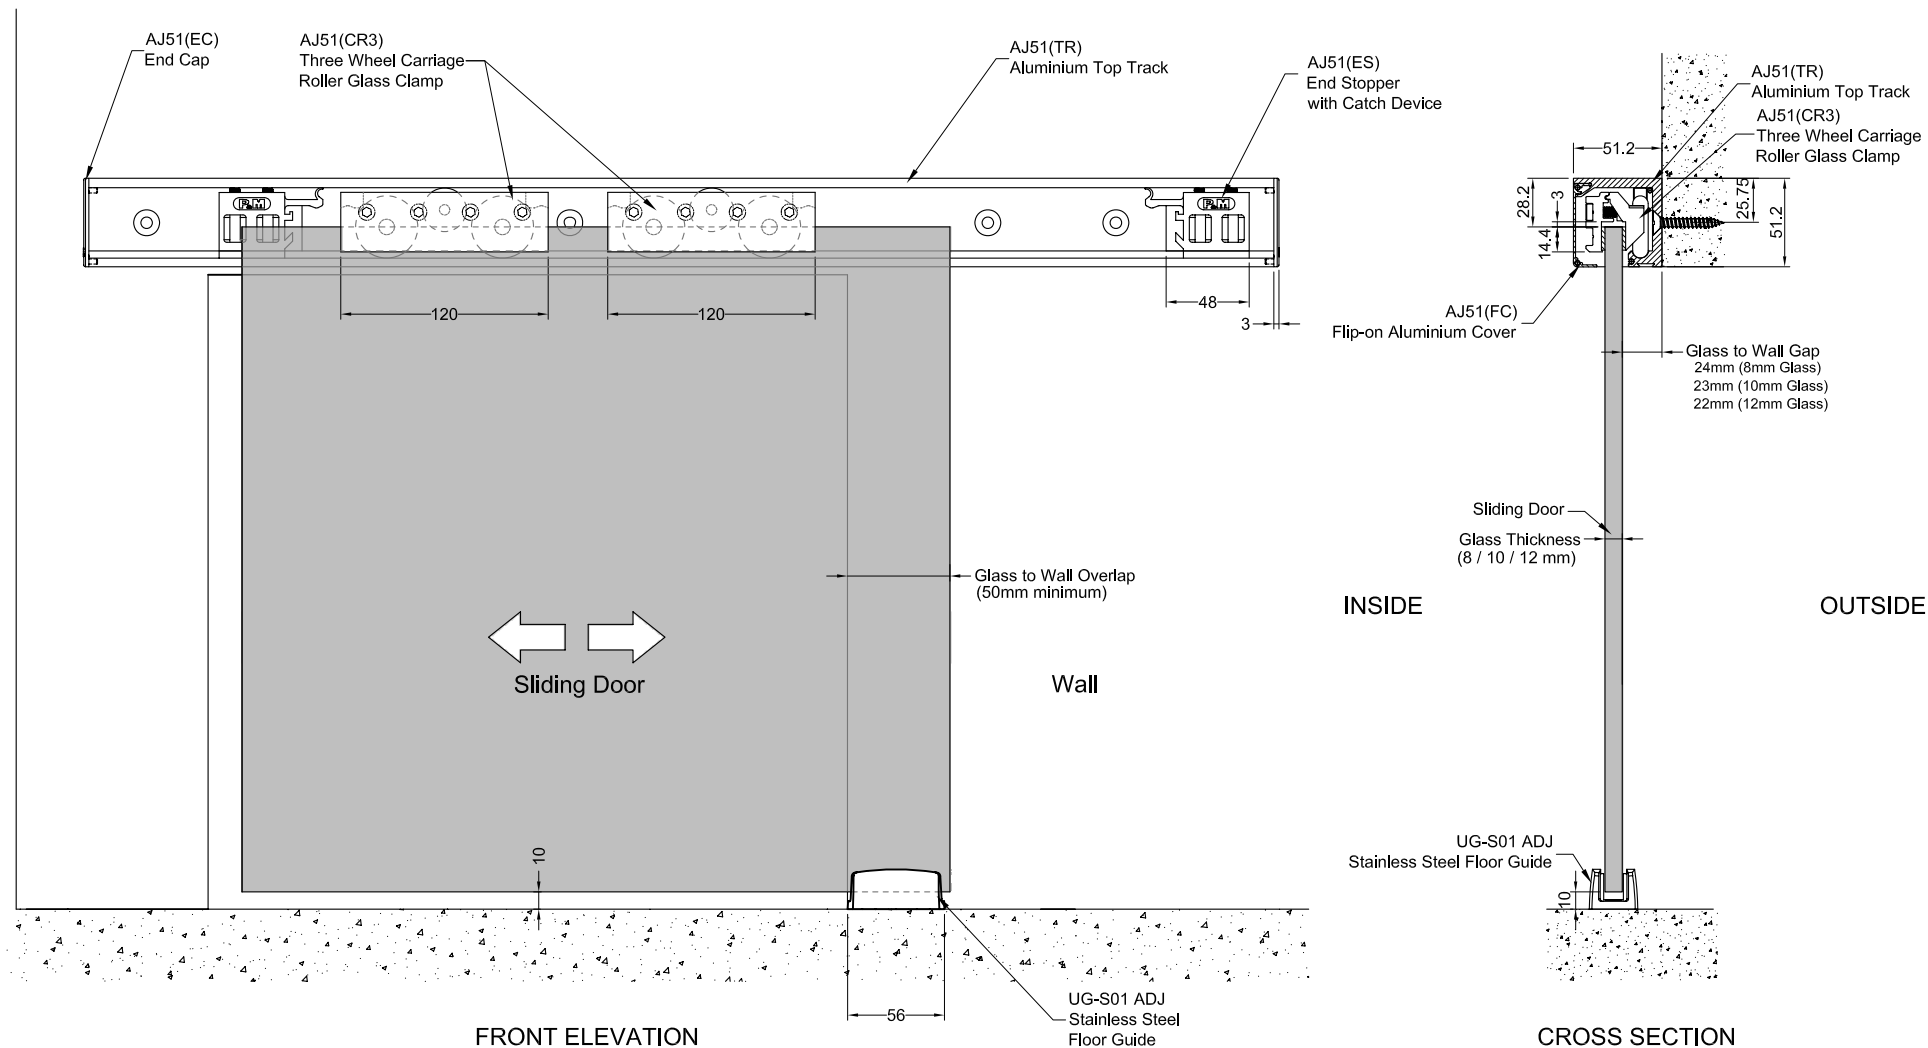 AJ51(EC)
End Cap
AJ51(CR3)
Three Wheel Carriage
Roller Glass Clamp
AJ51(TR)
Aluminium Top Track
AJ51(ES)
End Stopper
with Catch Device
P&M
P&M
120
120
48
3
Glass to Wall Overlap
(50mm minimum)
Sliding Door
Wall
10
56
UG-S01 ADJ
Stainless Steel
Floor Guide
FRONT ELEVATION
AJ51(TR)
Aluminium Top Track
AJ51(CR3)
Three Wheel Carriage
Roller Glass Clamp
51.2
28.2
3
14.4
25.75
51.2
AJ51(FC)
Flip-on Aluminium Cover
Glass to Wall Gap
24mm (8mm Glass)
23mm (10mm Glass)
22mm (12mm Glass)
Sliding Door
Glass Thickness
(8 / 10 / 12 mm)
INSIDE
OUTSIDE
UG-S01 ADJ
Stainless Steel Floor Guide
10
CROSS SECTION